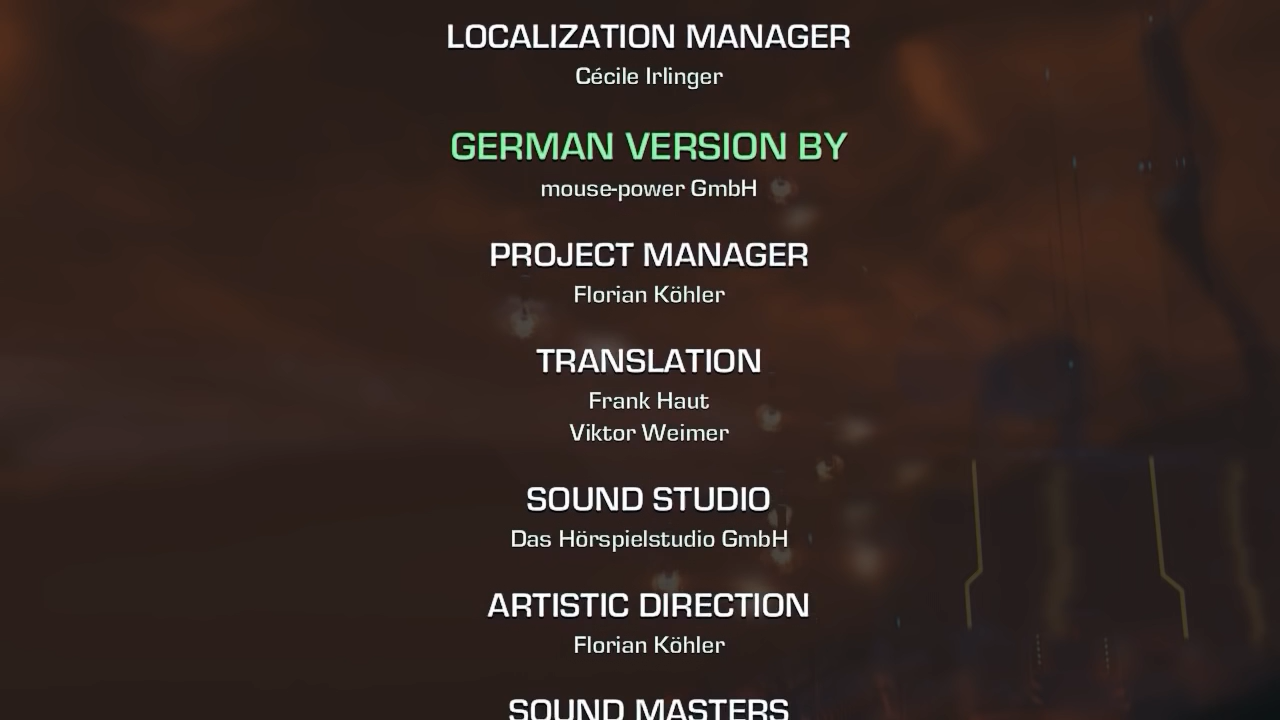 LOCALIZATION MANAGER
Cécile Irlinger
GERMAN VERSION BY
mouse-power GmbH
PROJECT MANAGER
Florian Köhler
TRANSLATION
Frank Haut
Viktor Weimer
SOUND STUDIO
Das Hörspielstudio GmbH
ARTISTIC DIRECTION
Florian Köhler
SOUND MASTERS